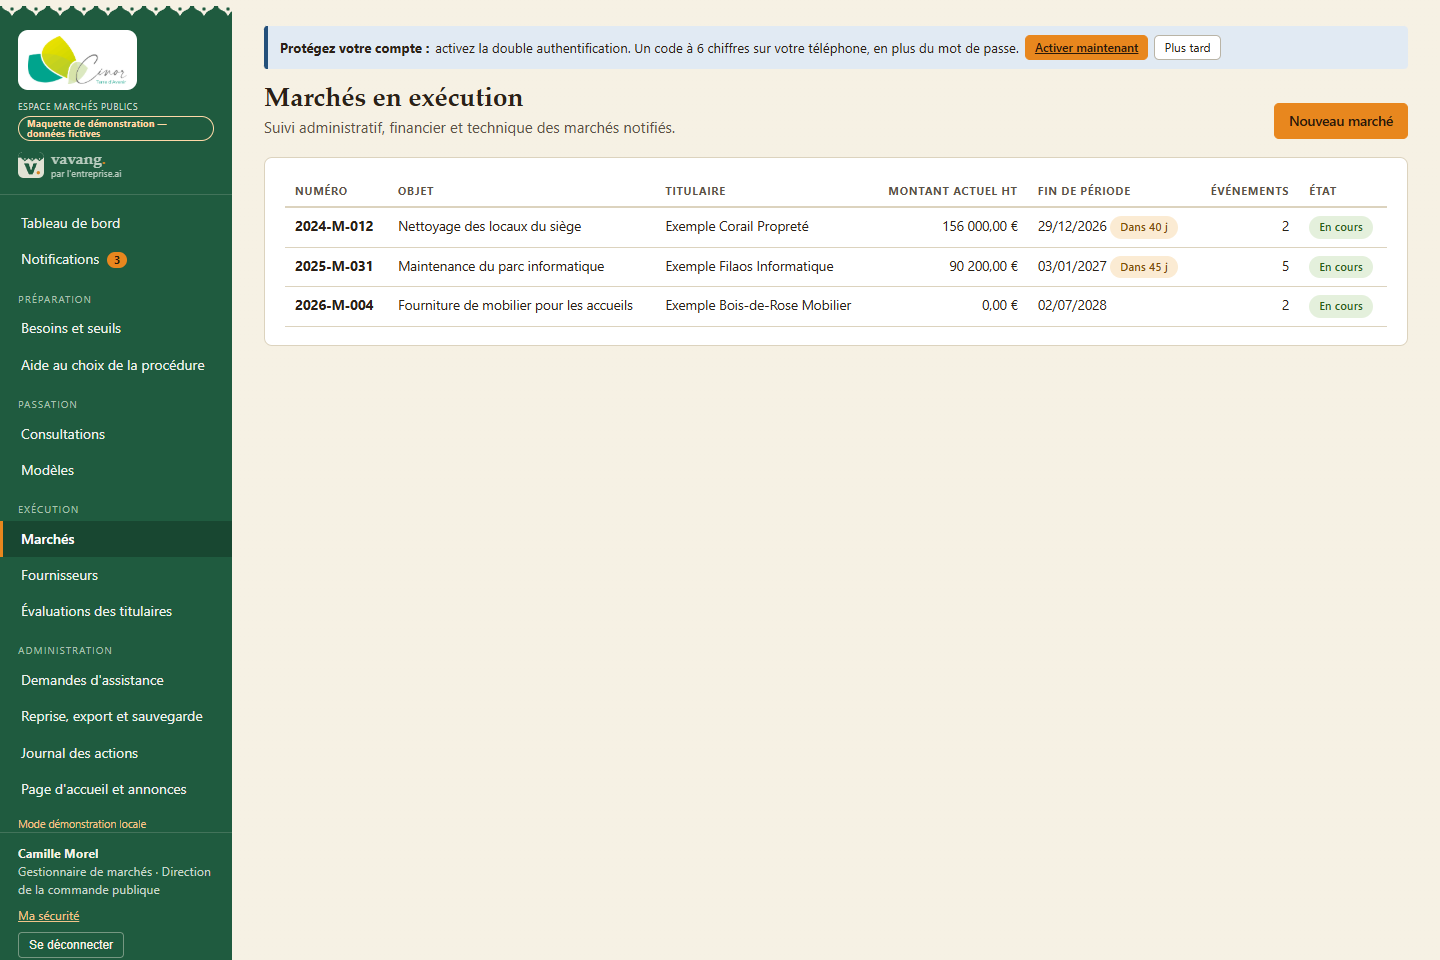 Cinor
Terre d'Avenir
ESPACE MARCHÉS PUBLICS
Maquette de démonstration —
données fictives
v. vavang.
par l'entreprise.ai
Tableau de bord
Notifications 3
PRÉPARATION
Besoins et seuils
Aide au choix de la procédure
PASSATION
Consultations
Modèles
EXÉCUTION
Marchés
Fournisseurs
Évaluations des titulaires
ADMINISTRATION
Demandes d'assistance
Reprise, export et sauvegarde
Journal des actions
Page d'accueil et annonces
Mode démonstration locale
Camille Morel
Gestionnaire de marchés · Direction
de la commande publique
Ma sécurité
Se déconnecter
Protégez votre compte : activez la double authentification. Un code à 6 chiffres sur votre téléphone, en plus du mot de passe. Activer maintenant Plus tard
Marchés en exécution
Suivi administratif, financier et technique des marchés notifiés.
Nouveau marché
NUMÉRO OBJET TITULAIRE MONTANT ACTUEL HT FIN DE PÉRIODE ÉVÉNEMENTS ÉTAT
2024-M-012 Nettoyage des locaux du siège Exemple Corail Propreté 156 000,00 € 29/12/2026 Dans 40 j 2 En cours
2025-M-031 Maintenance du parc informatique Exemple Filaos Informatique 90 200,00 € 03/01/2027 Dans 45 j 5 En cours
2026-M-004 Fourniture de mobilier pour les accueils Exemple Bois-de-Rose Mobilier 0,00 € 02/07/2028 2 En cours